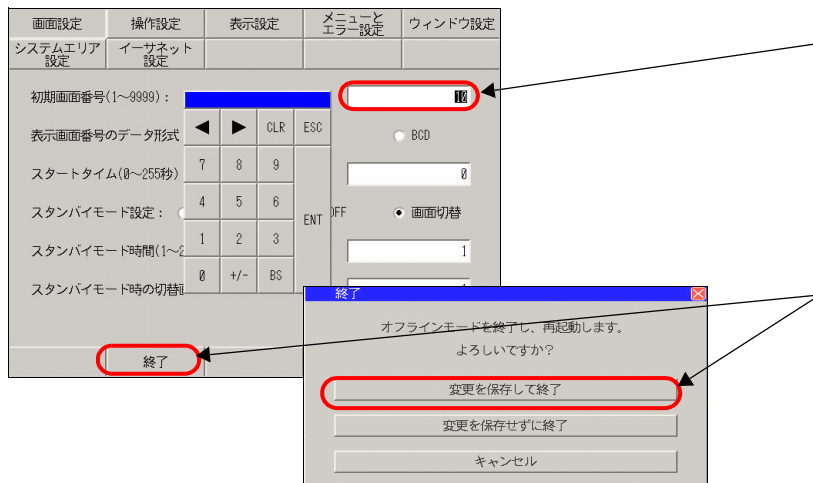 画面設定 操作設定 表示設定 メニューと
エラー設定 ウィンドウ設定
システムエリア
設定 イーサネット
設定
初期画面番号(1～9999)： 10
表示画面番号のデータ形式 BCD
スタートタイム(0～255秒) 0
スタンバイモード設定： OFF 画面切替
スタンバイモード時間(1～2 1
スタンバイモード時の切替画
◀ ▶ CLR ESC
7 8 9
4 5 6
ENT
1 2 3
0 +/- BS
終了
終了
オフラインモードを終了し、再起動します。
よろしいですか？
変更を保存して終了
変更を保存せずに終了
キャンセル